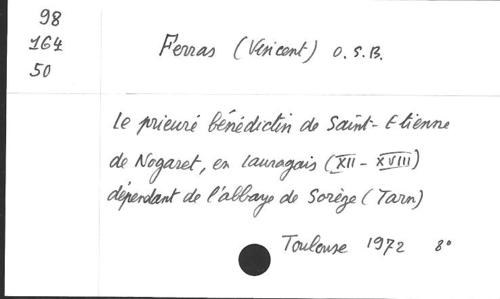 98
164
50
Ferras (Vincent) O.S.B.
Le prieuré bénédictin de Saint-Etienne
de Nogaret, en Lauragais (XII - XVIII)
dépendant de l'abbaye de Sorèze (Tarn)
Toulouse 1972 8°